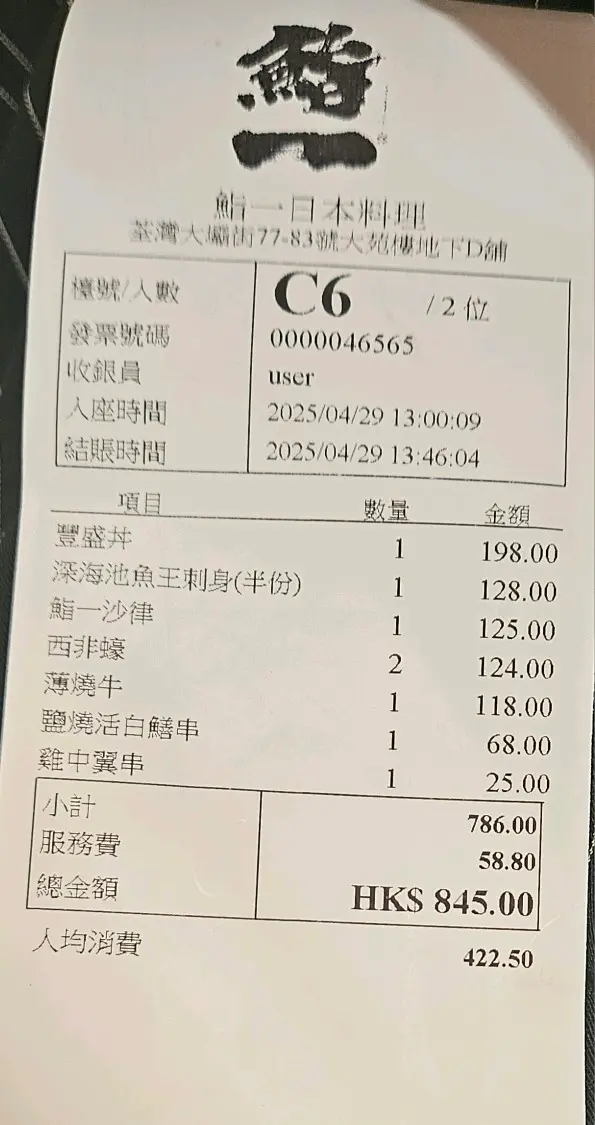 鮨一
鮨一日本料理
荃灣大壩街77-83號大苑樓地下D舖
檯號/人數 C6 /2 位
發票號碼 0000046565
收銀員 user
入座時間 2025/04/29 13:00:09
結賬時間 2025/04/29 13:46:04
項目 數量 金額
豐盛丼 1 198.00
深海池魚王刺身(半份) 1 128.00
鮨一沙律 1 125.00
西非蠔 2 124.00
薄燒牛 1 118.00
鹽燒活白鱔串 1 68.00
雞中翼串 1 25.00
小計 786.00
服務費 58.80
總金額 HK$ 845.00
人均消費 422.50